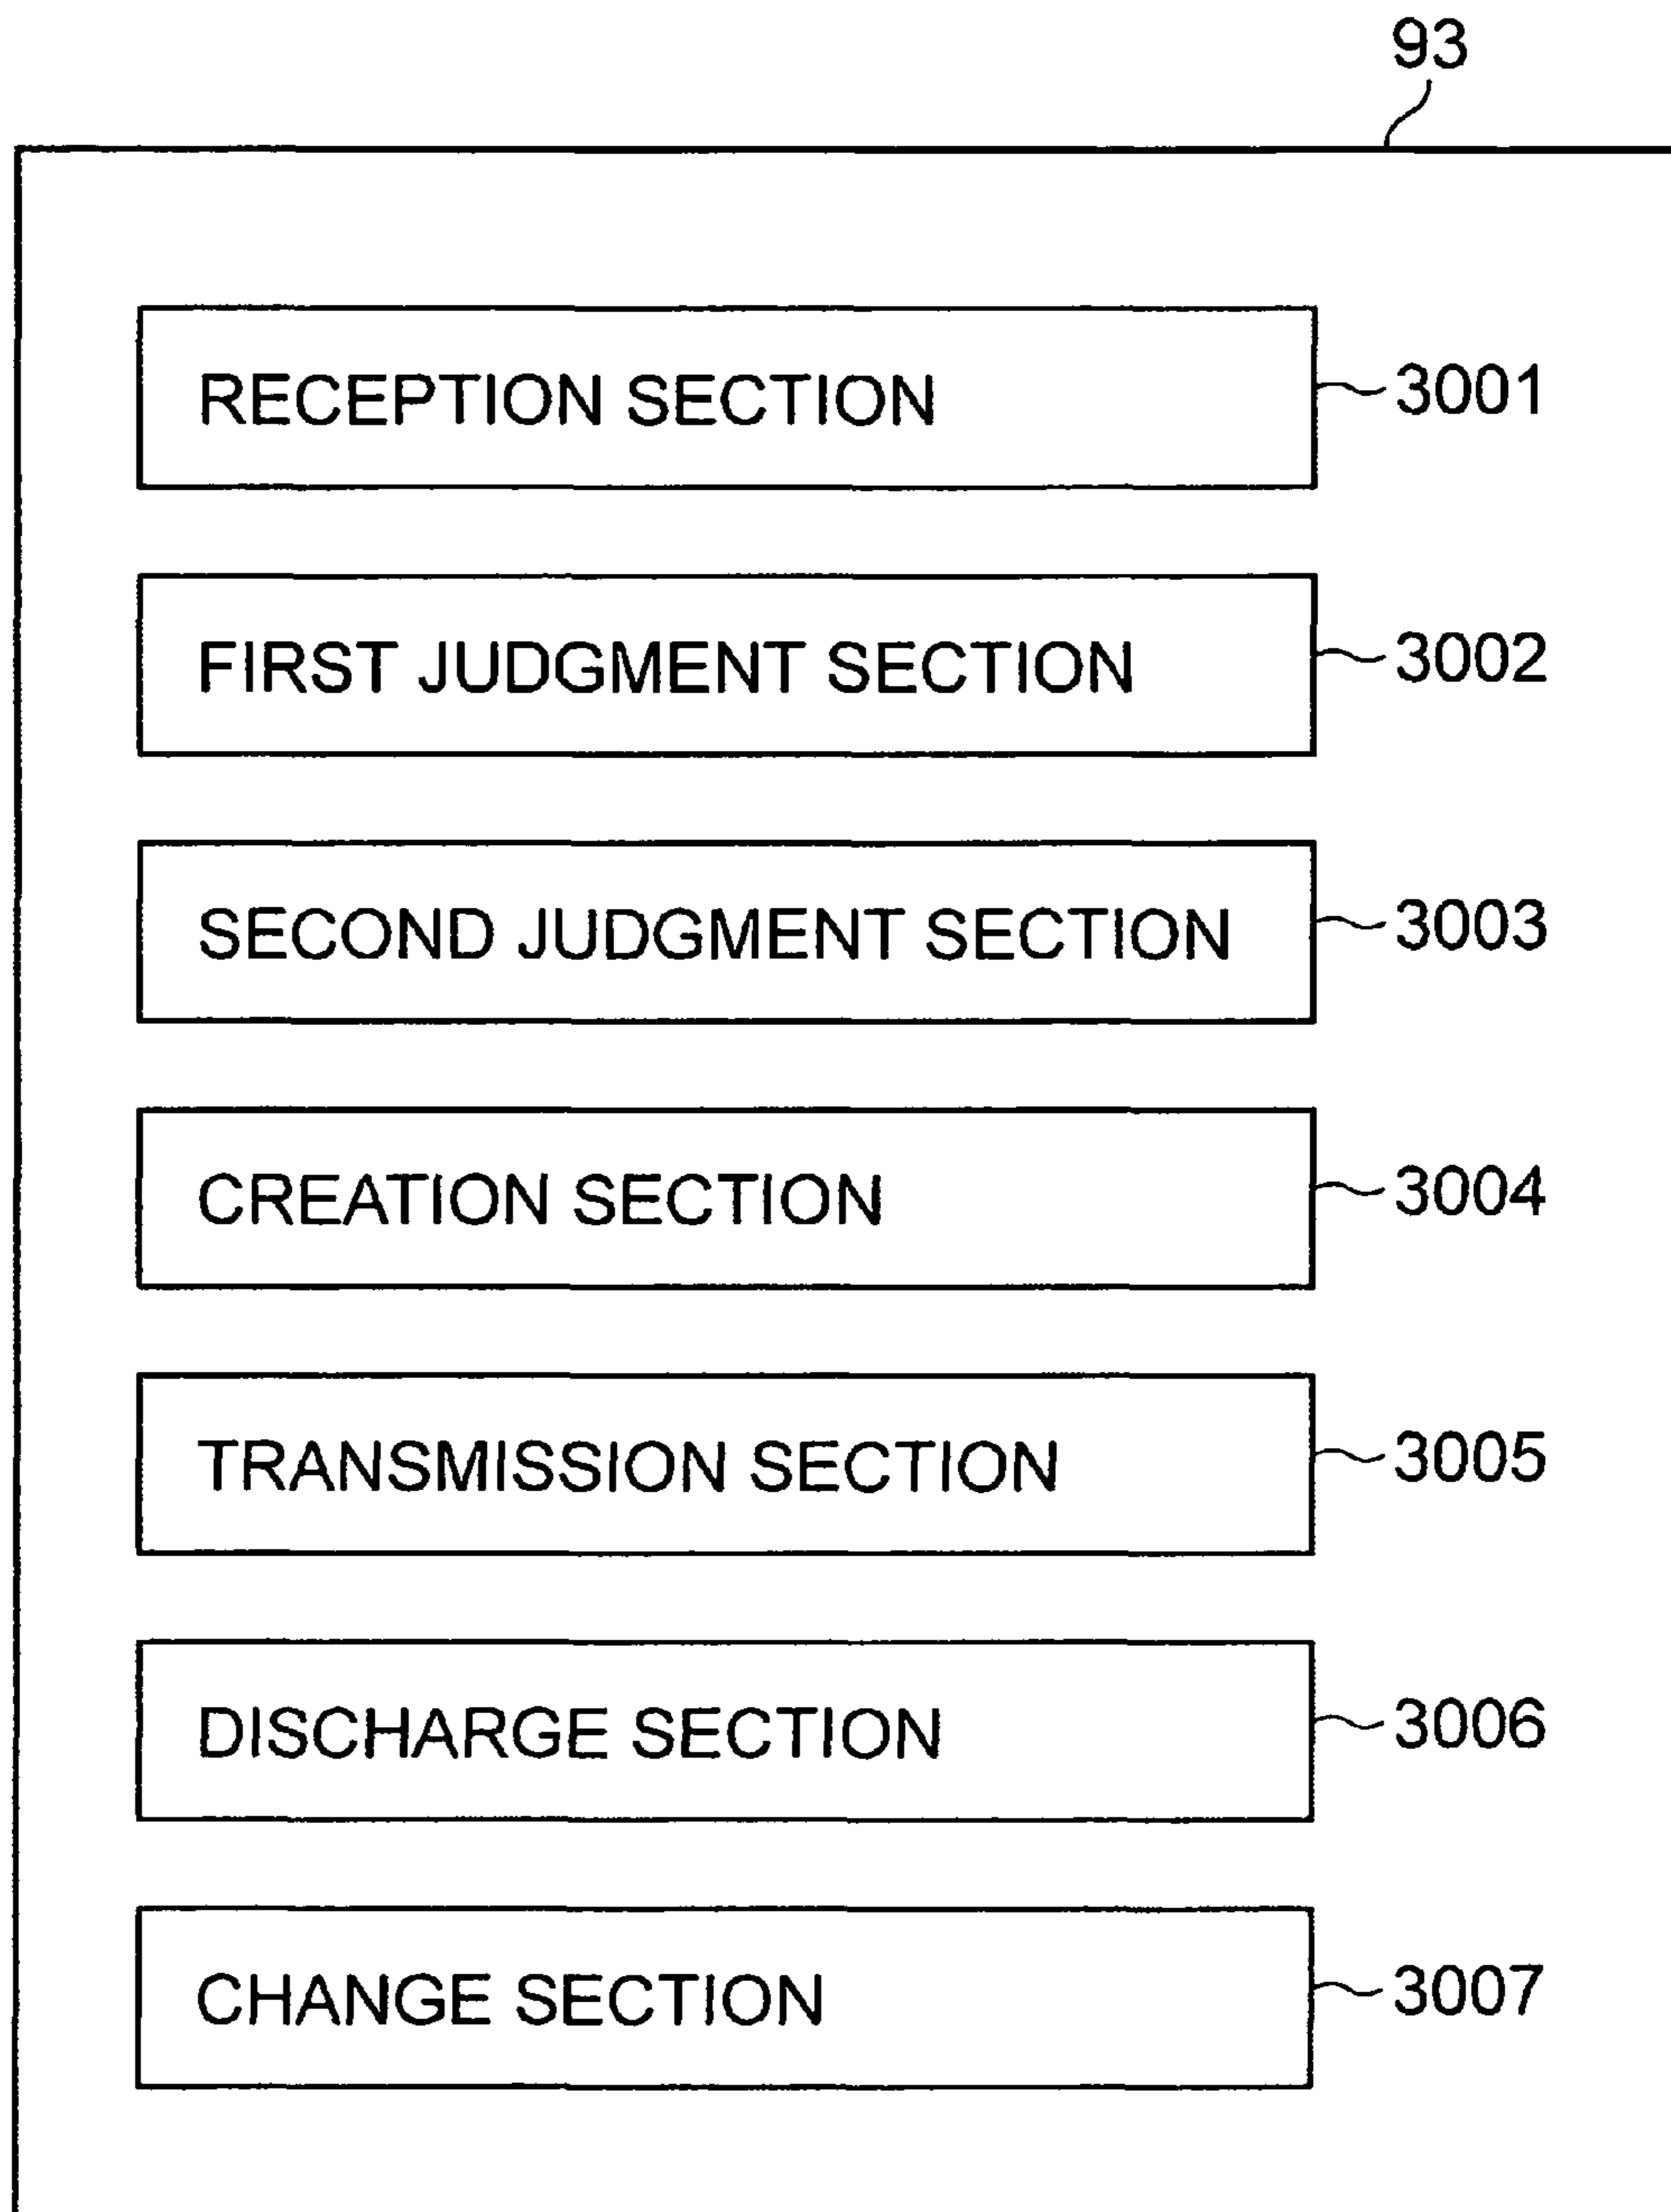 93
RECEPTION SECTION 3001
FIRST JUDGMENT SECTION 3002
SECOND JUDGMENT SECTION 3003
CREATION SECTION 3004
TRANSMISSION SECTION 3005
DISCHARGE SECTION 3006
CHANGE SECTION 3007